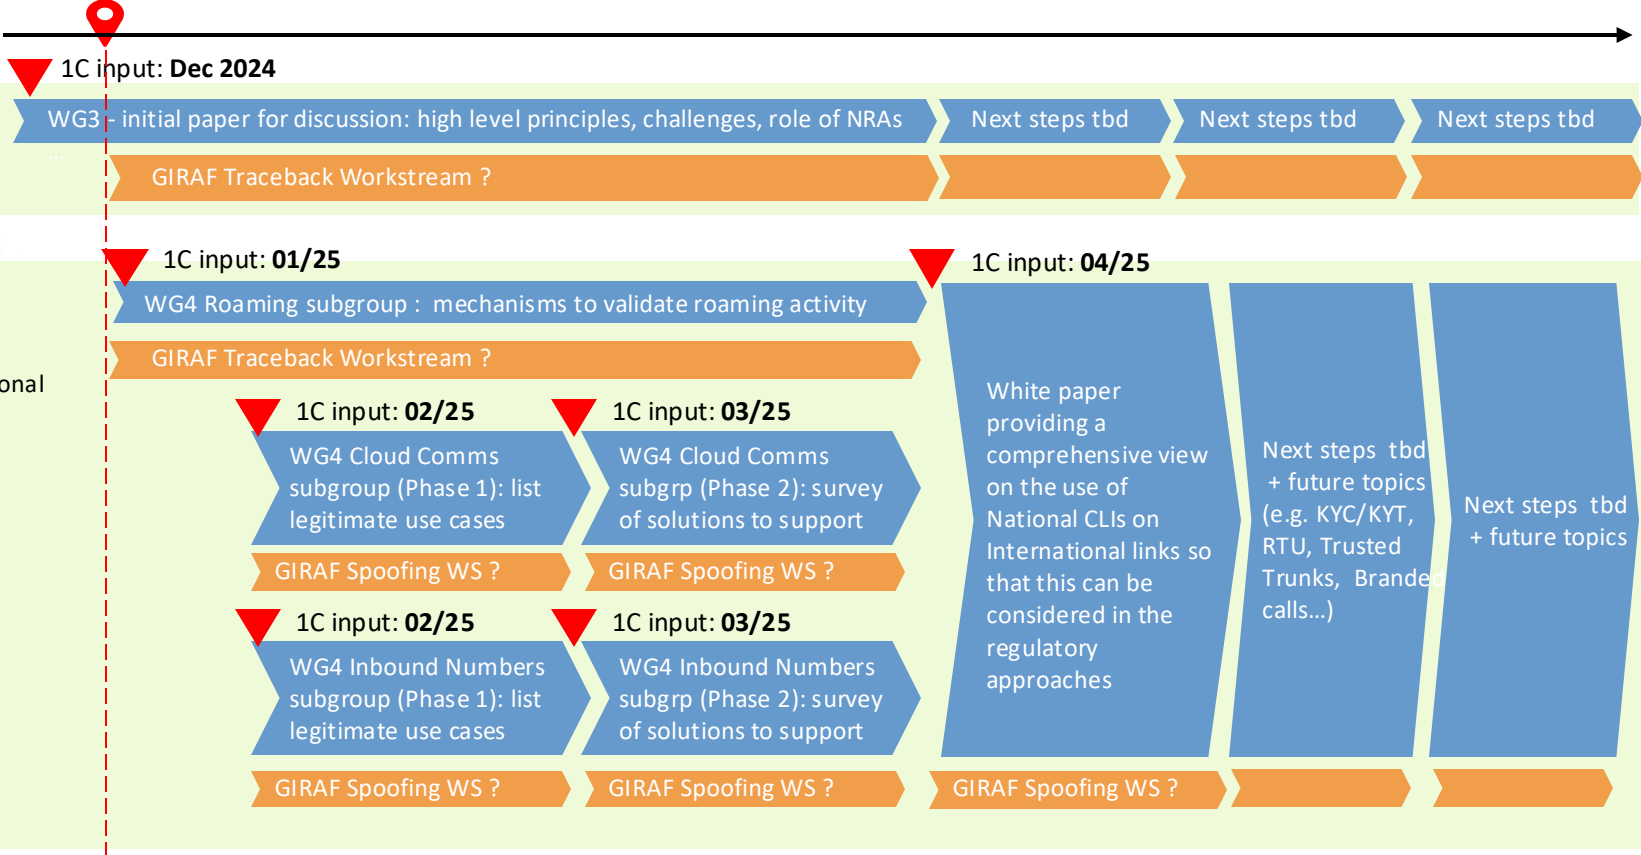 1C input: Dec 2024
WG3 - initial paper for discussion: high level principles, challenges, role of NRAs
...
Next steps tbd
Next steps tbd
Next steps tbd
GIRAF Traceback Workstream ?
1C input: 01/25
1C input: 04/25
WG4 Roaming subgroup : mechanisms to validate roaming activity
GIRAF Traceback Workstream ?
onal
1C input: 02/25
1C input: 03/25
WG4 Cloud Comms
subgroup (Phase 1): list
legitimate use cases
WG4 Cloud Comms
subgrp (Phase 2): survey
of solutions to support
GIRAF Spoofing WS ?
GIRAF Spoofing WS ?
1C input: 02/25
1C input: 03/25
WG4 Inbound Numbers
subgroup (Phase 1): list
legitimate use cases
WG4 Inbound Numbers
subgrp (Phase 2): survey
of solutions to support
GIRAF Spoofing WS ?
GIRAF Spoofing WS ?
White paper
providing a
comprehensive view
on the use of
National CLIs on
International links so
that this can be
considered in the
regulatory
approaches
GIRAF Spoofing WS ?
Next steps tbd
+ future topics
(e.g. KYC/KYT,
RTU, Trusted
Trunks, Branded
calls...)
Next steps tbd
+ future topics